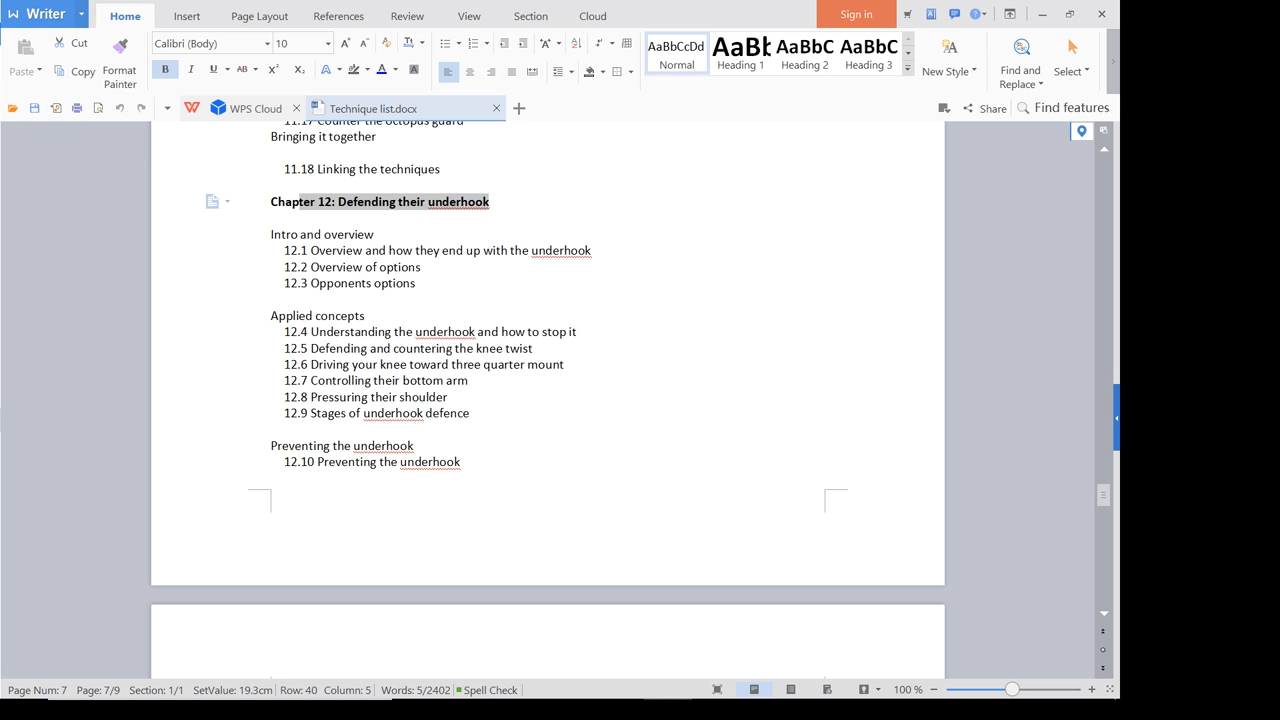 Writer
Home
Insert
Page Layout
References
Review
View
Section
Cloud
Sign in
Paste
Cut
Copy
Format
Painter
Calibri (Body)
10
AaBbCcDd
Normal
AaBb
Heading 1
AaBbC
Heading 2
AaBbC
Heading 3
New Style
Find and
Replace
Select
WPS Cloud
Technique list.docx
Share
Find features
11.17 Counter the octopus guard
Bringing it together
11.18 Linking the techniques
Chapter 12: Defending their underhook
Intro and overview
12.1 Overview and how they end up with the underhook
12.2 Overview of options
12.3 Opponents options
Applied concepts
12.4 Understanding the underhook and how to stop it
12.5 Defending and countering the knee twist
12.6 Driving your knee toward three quarter mount
12.7 Controlling their bottom arm
12.8 Pressuring their shoulder
12.9 Stages of underhook defence
Preventing the underhook
12.10 Preventing the underhook
Page Num: 7 Page: 7/9 Section: 1/1 SetValue: 19.3cm Row: 40 Column: 5 Words: 5/2402 Spell Check 100 %